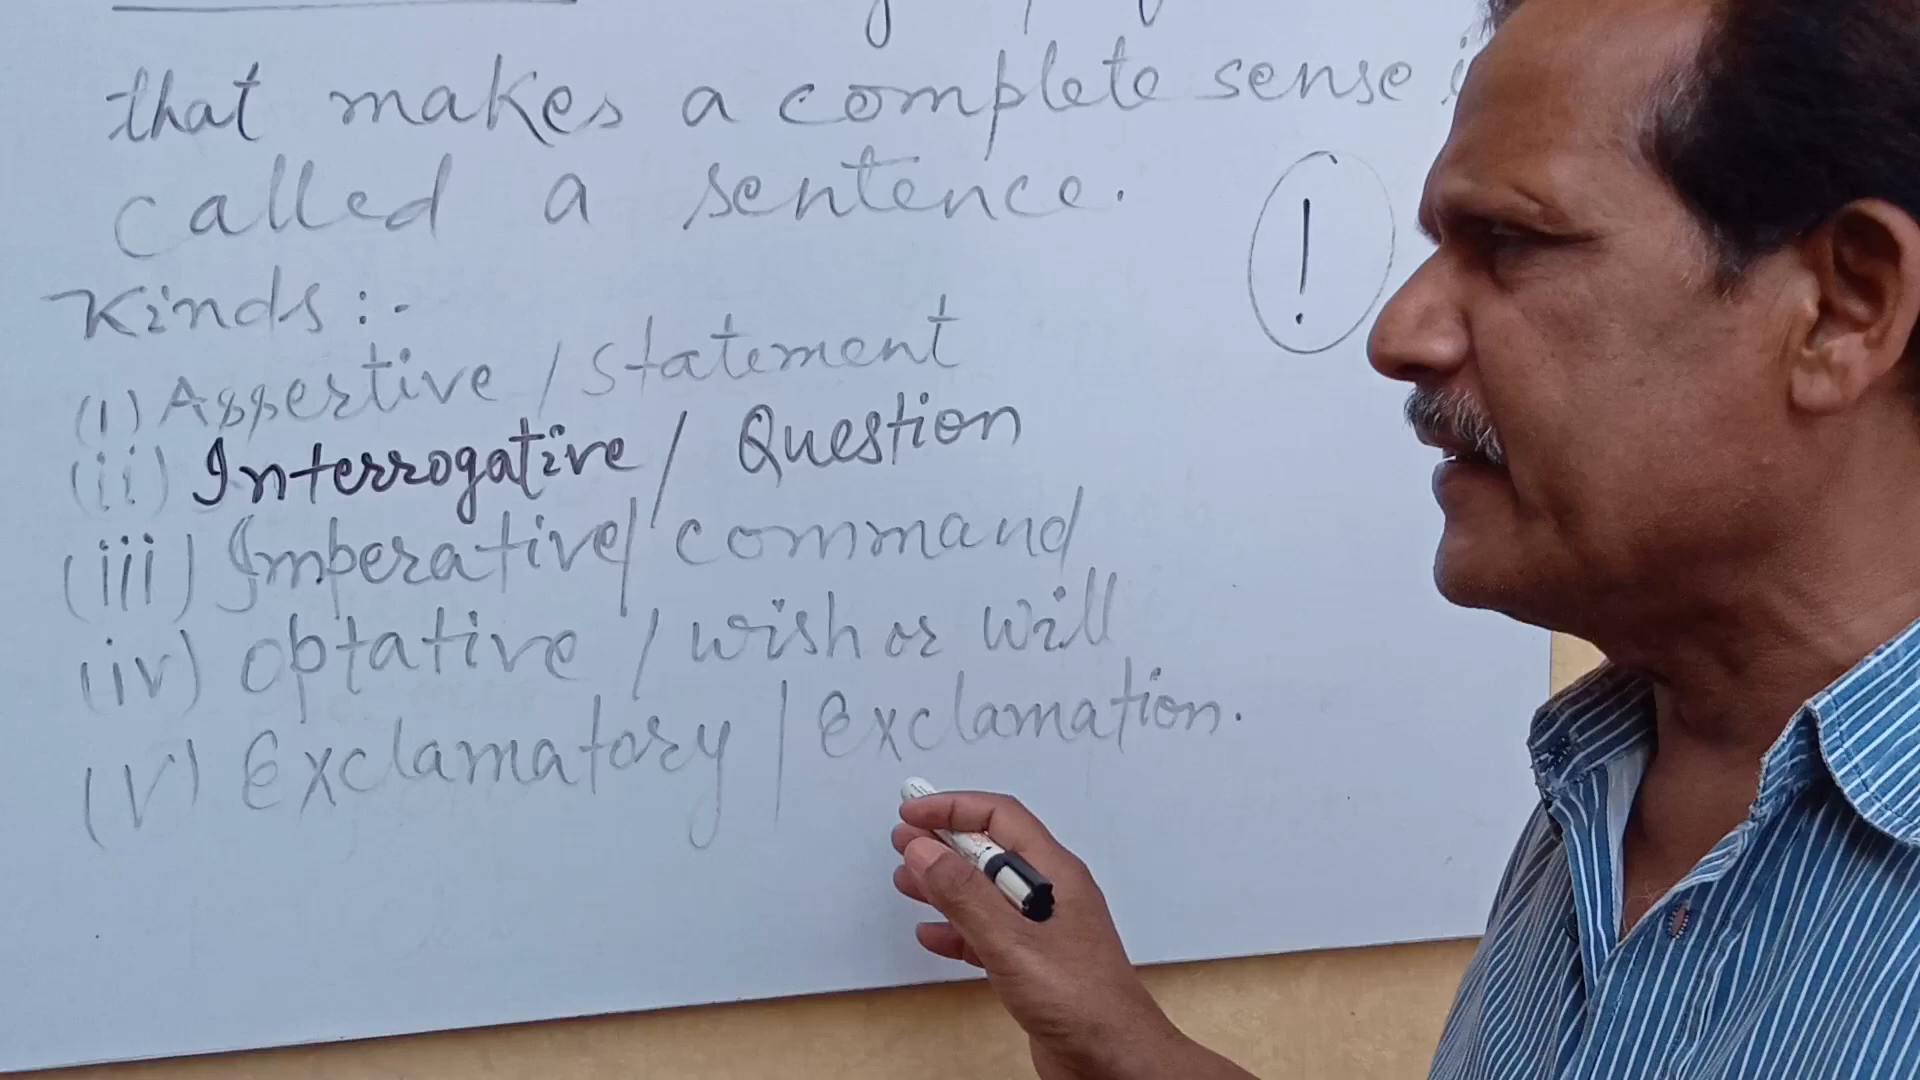 that makes a complete sense
called a sentence.
!
Kinds :-
(i) Assertive / Statement
(ii) Interrogative / Question
(iii) Imperative / command
(iv) optative / wish or will
(v) Exclamatory / Exclamation.